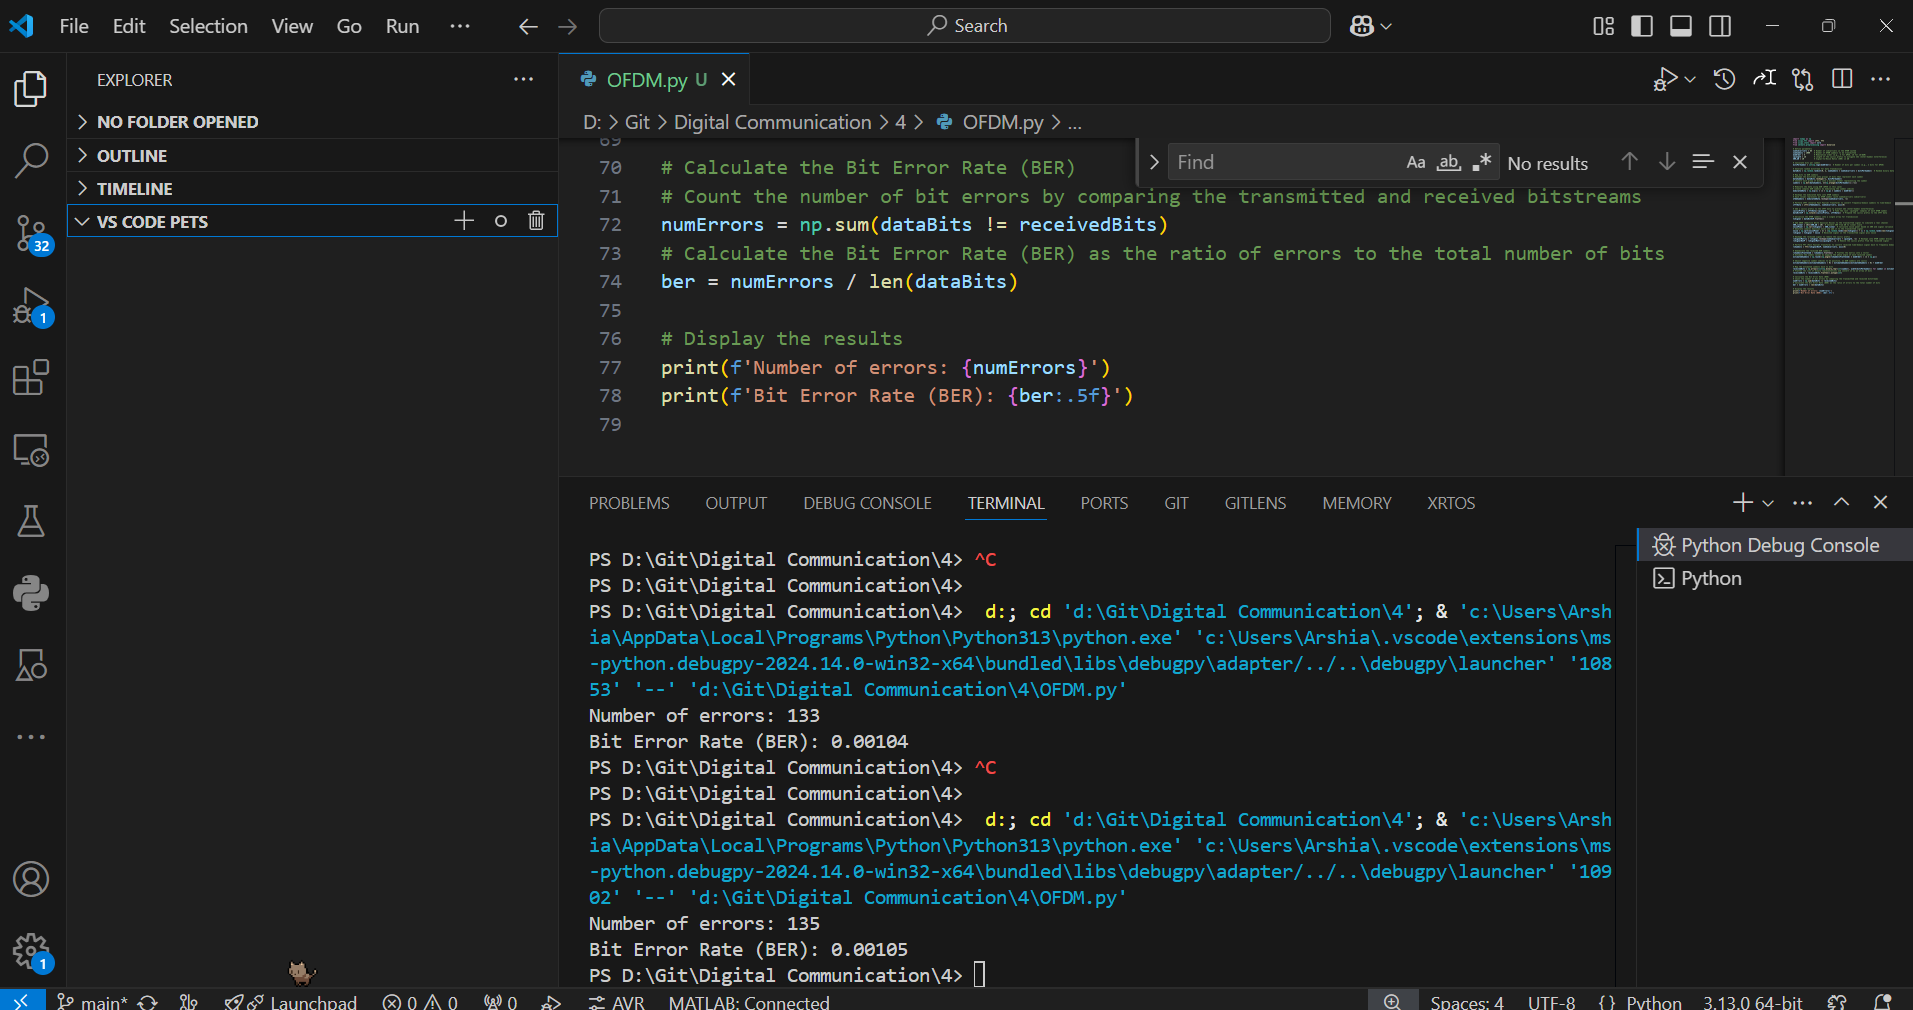 File Edit Selection View Go Run ··· Search
EXPLORER ···
NO FOLDER OPENED
OUTLINE
TIMELINE
VS CODE PETS
32
1
1
OFDM.py U
D: > Git > Digital Communication > 4 > OFDM.py > ...
Find Aa ab No results
69
70 # Calculate the Bit Error Rate (BER)
71 # Count the number of bit errors by comparing the transmitted and received bitstreams
72 numErrors = np.sum(dataBits != receivedBits)
73 # Calculate the Bit Error Rate (BER) as the ratio of errors to the total number of bits
74 ber = numErrors / len(dataBits)
75
76 # Display the results
77 print(f'Number of errors: {numErrors}')
78 print(f'Bit Error Rate (BER): {ber:.5f}')
79
PROBLEMS OUTPUT DEBUG CONSOLE TERMINAL PORTS GIT GITLENS MEMORY XRTOS
PS D:\Git\Digital Communication\4> ^C
PS D:\Git\Digital Communication\4>
PS D:\Git\Digital Communication\4>  d:; cd 'd:\Git\Digital Communication\4'; & 'c:\Users\Arsh
ia\AppData\Local\Programs\Python\Python313\python.exe' 'c:\Users\Arshia\.vscode\extensions\ms
-python.debugpy-2024.14.0-win32-x64\bundled\libs\debugpy\adapter/../..\debugpy\launcher' '108
53' '--' 'd:\Git\Digital Communication\4\OFDM.py'
Number of errors: 133
Bit Error Rate (BER): 0.00104
PS D:\Git\Digital Communication\4> ^C
PS D:\Git\Digital Communication\4>
PS D:\Git\Digital Communication\4>  d:; cd 'd:\Git\Digital Communication\4'; & 'c:\Users\Arsh
ia\AppData\Local\Programs\Python\Python313\python.exe' 'c:\Users\Arshia\.vscode\extensions\ms
-python.debugpy-2024.14.0-win32-x64\bundled\libs\debugpy\adapter/../..\debugpy\launcher' '109
02' '--' 'd:\Git\Digital Communication\4\OFDM.py'
Number of errors: 135
Bit Error Rate (BER): 0.00105
PS D:\Git\Digital Communication\4>
Python Debug Console
Python
main* Launchpad 0 0 0 AVR MATLAB: Connected Spaces: 4 UTF-8 {} Python 3.13.0 64-bit